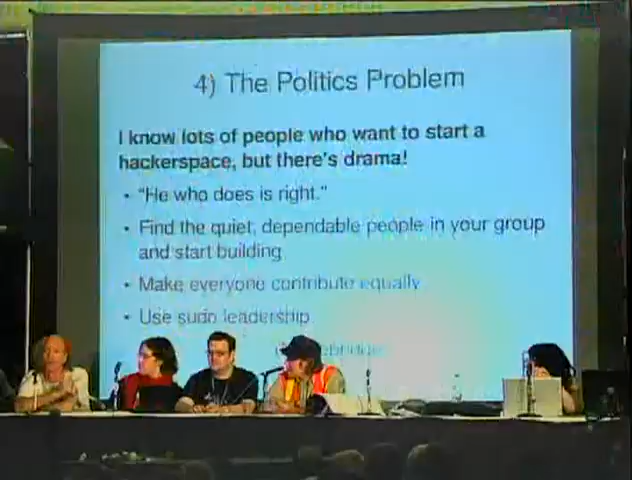 4) The Politics Problem
I know lots of people who want to start a
hackerspace, but there's drama!
• "He who does is right."
• Find the quiet, dependable people in your group
and start building
• Make everyone contribute equally
• Use sudo leadership